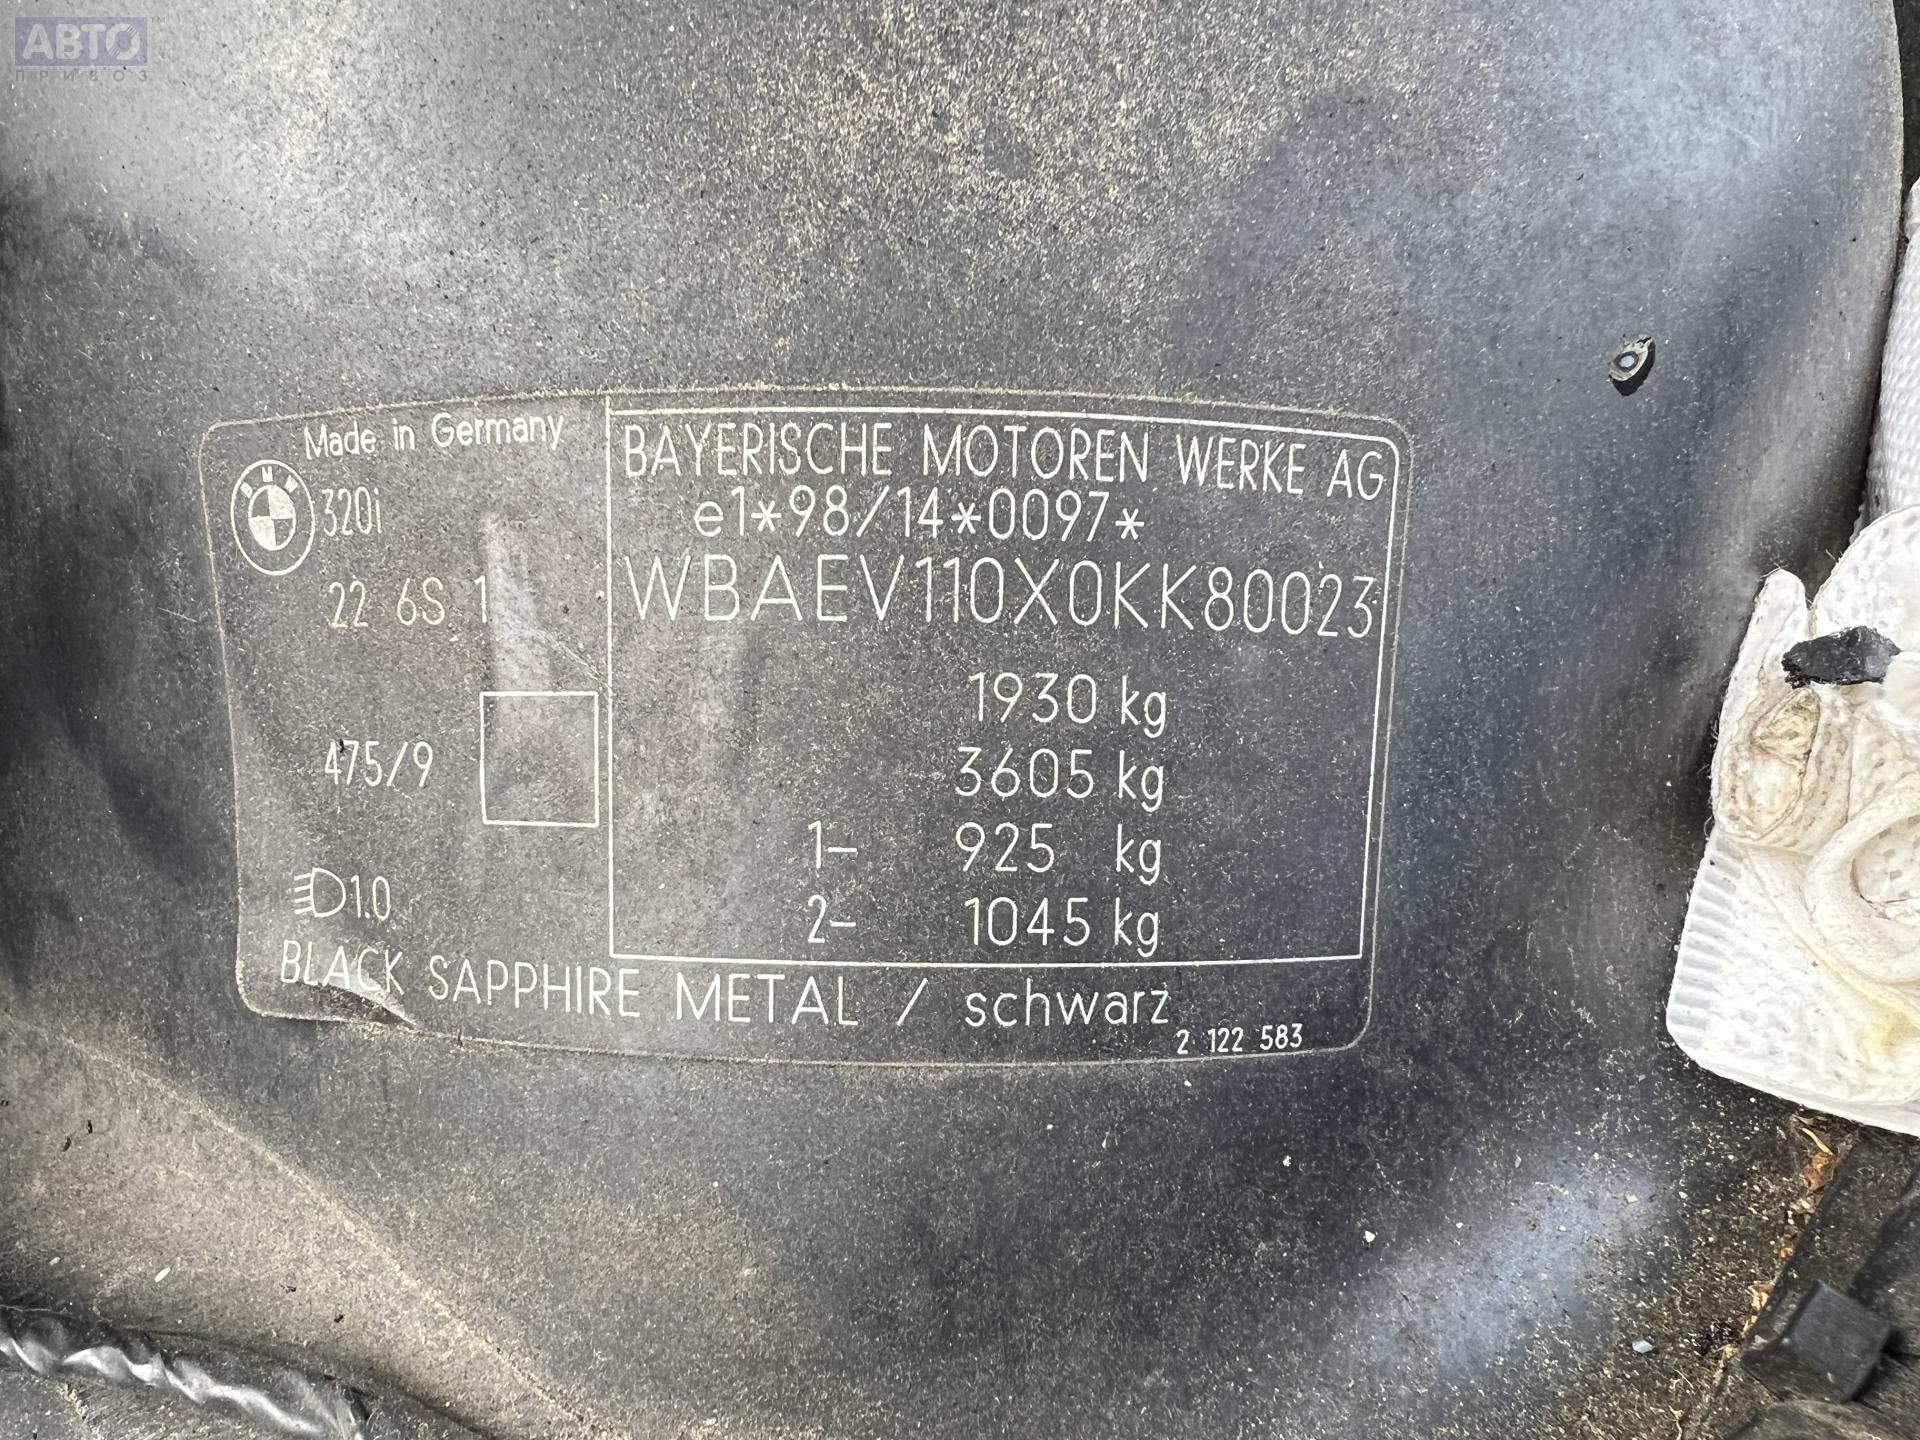 АВТО
ПРИВОЗ
Made in Germany
BMW
320i
22 6S 1
475/9
1.0
BAYERISCHE MOTOREN WERKE AG
e1*98/14*0097*
WBAEV110X0KK80023
1930 kg
3605 kg
1- 925 kg
2- 1045 kg
BLACK SAPPHIRE METAL / schwarz
2 122 583